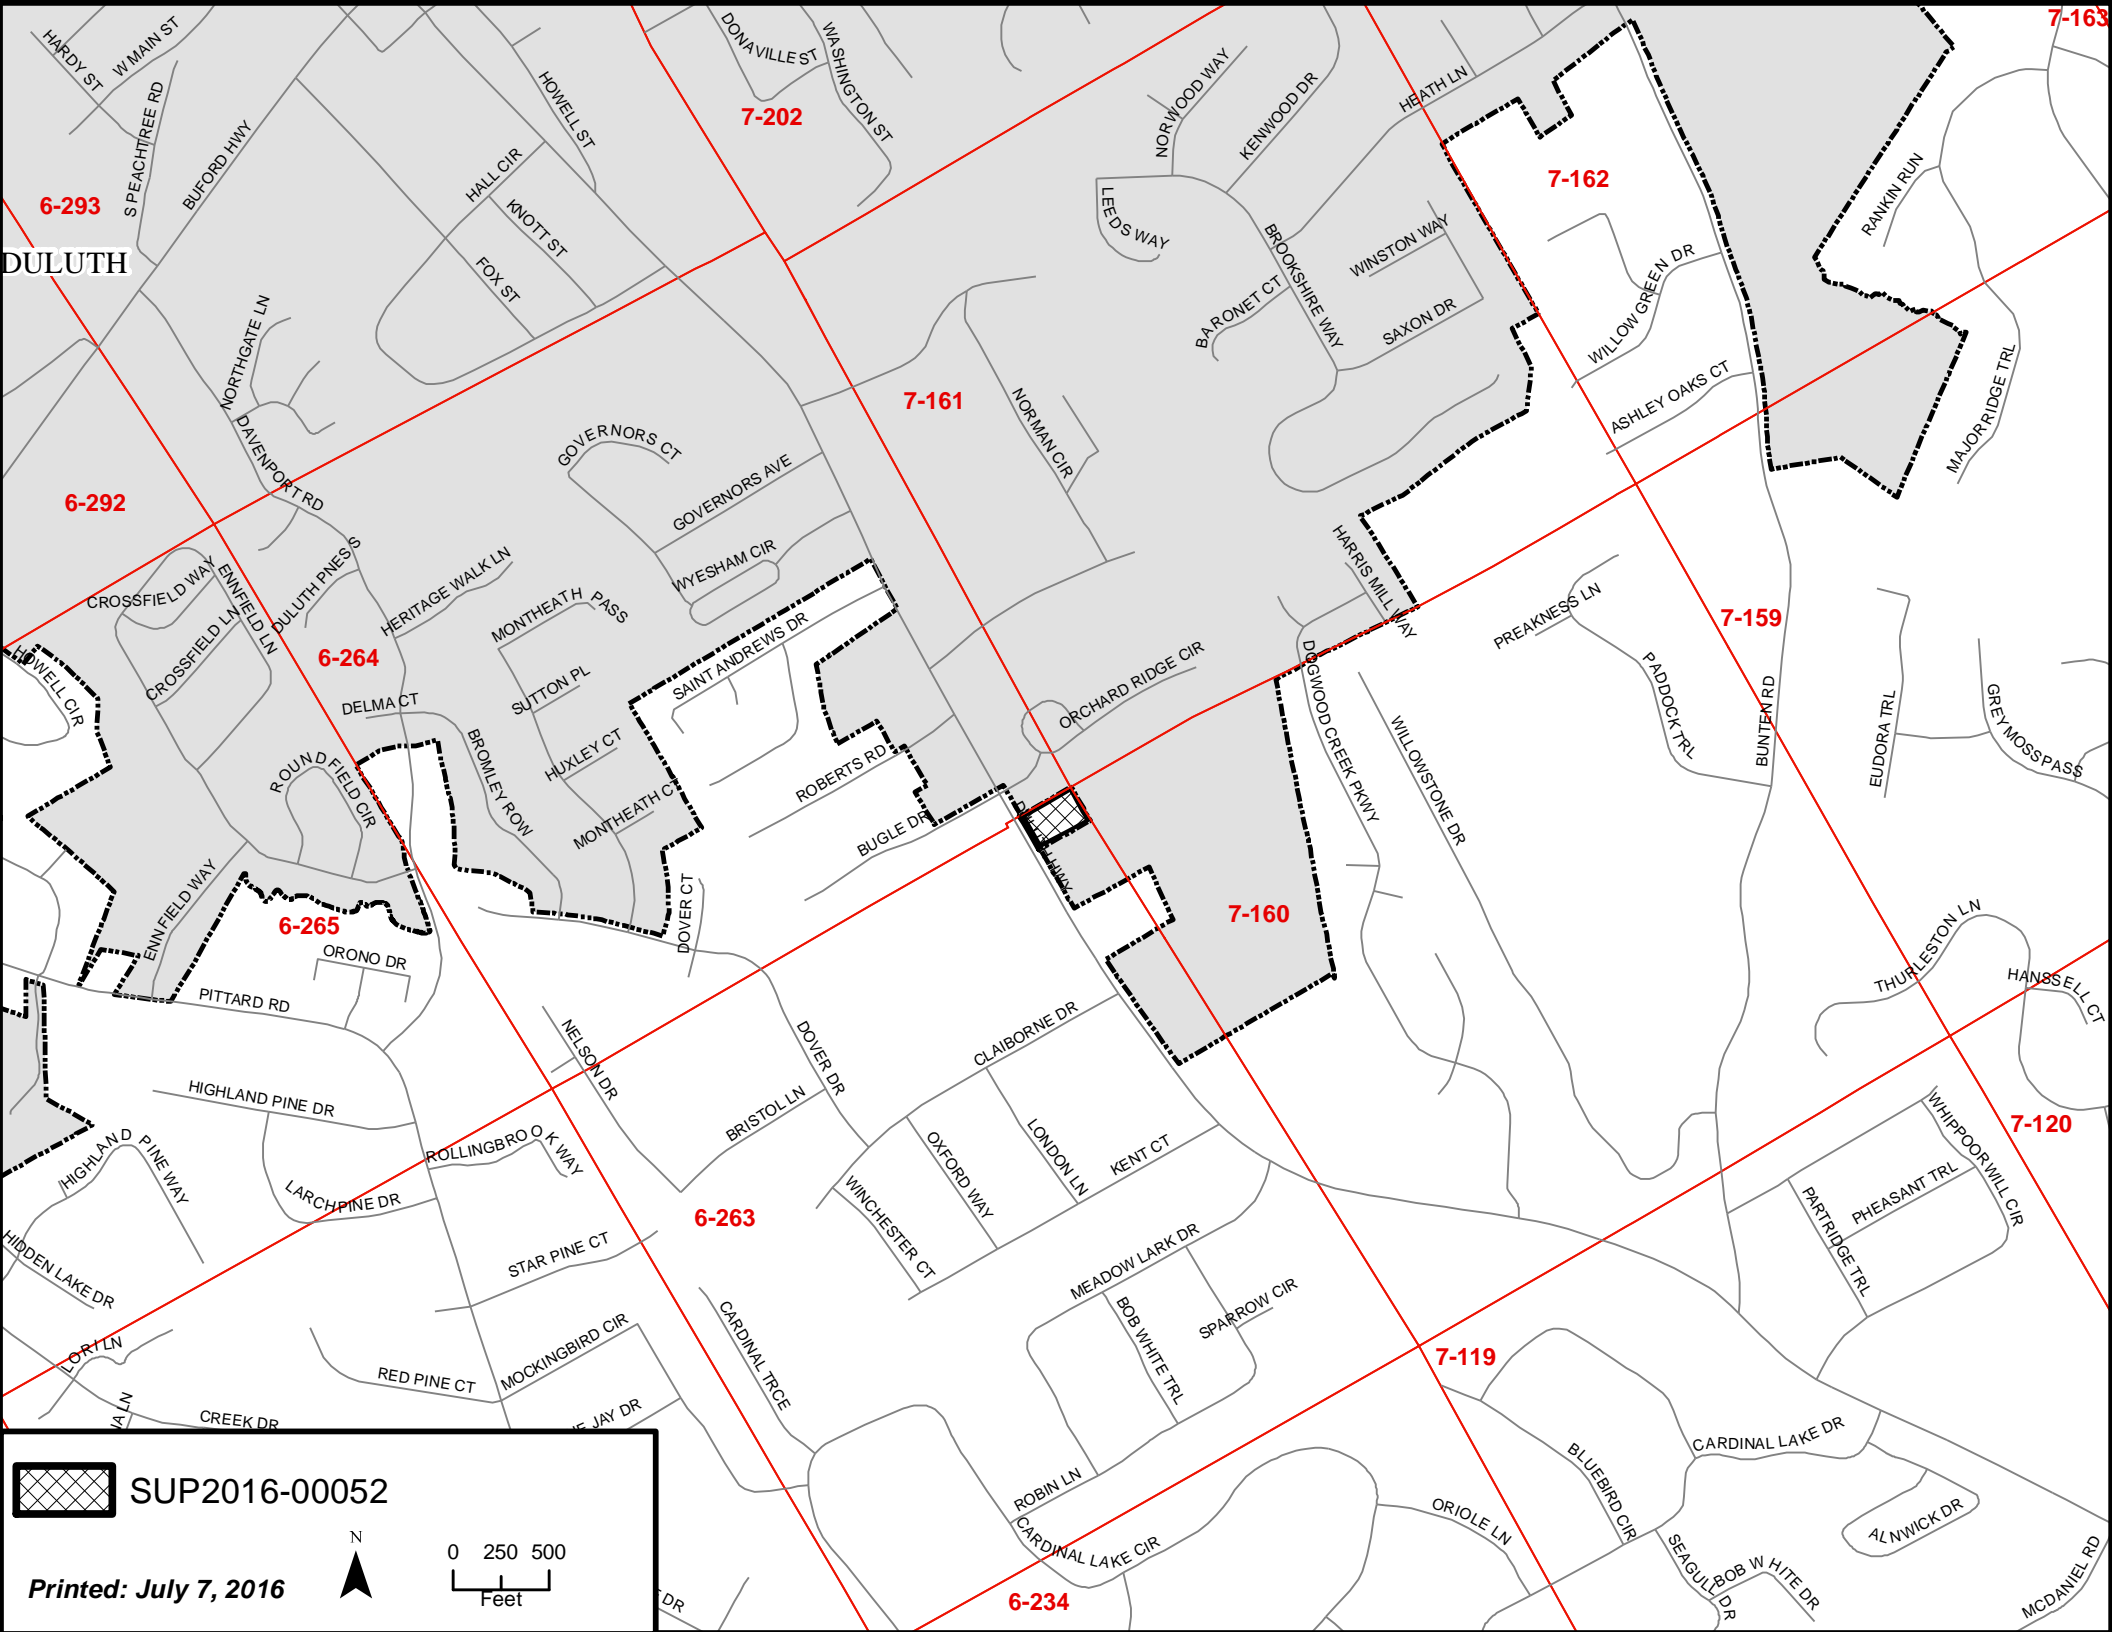 7-163
HARDY ST
W MAIN ST
DONAVILLE ST
WASHINGTON ST
HOWELL ST
S PEACHTREE RD
BUFORD HWY
7-202
NORWOOD WAY
KENWOOD DR
HEATH LN
HALL CIR
KNOTT ST
FOX ST
6-293
DULUTH
LEEDS WAY
BROOKSHIRE WAY
WINSTON WAY
BARONET CT
SAXON DR
7-162
RANKIN RUN
WILLOW GREEN DR
ASHLEY OAKS CT
MAJOR RIDGE TRL
NORTHGATE LN
DAVENPORT RD
GOVERNORS CT
GOVERNORS AVE
7-161
NORMAN CIR
6-292
WYESHAM CIR
HARRIS MILL WAY
CROSSFIELD WAY
ENNFIELD LN
DULUTH PNES S
HERITAGE WALK LN
MONTHEATH PASS
CROSSFIELD LN
6-264
SAINT ANDREWS DR
PREAKNESS LN
7-159
HOWELL CIR
DELMA CT
SUTTON PL
ORCHARD RIDGE CIR
DOGWOOD CREEK PKWY
PADDOCK TRL
BUNTEN RD
EUDORA TRL
GREY MOSS PASS
ROUNDFIELD CIR
BROMLEY ROW
HUXLEY CT
MONTHEATH CT
ROBERTS RD
BUGLE DR
WILLOWSTONE DR
ENNFIELD WAY
6-265
DOVER CT
7-160
ORONO DR
PITTARD RD
THURLESTON LN
HANSSELL CT
NELSON DR
DOVER DR
CLAIBORNE DR
HIGHLAND PINE DR
BRISTOL LN
LONDON LN
OXFORD WAY
KENT CT
7-120
WHIPPOORWILL CIR
HIGHLAND PINE WAY
ROLLINGBROOK WAY
LARCHPINE DR
WINCHESTER CT
6-263
PHEASANT TRL
PARTRIDGE TRL
HIDDEN LAKE DR
STAR PINE CT
MEADOW LARK DR
BOB WHITE TRL
SPARROW CIR
CARDINAL TRCE
LORI LN
MOCKINGBIRD CIR
RED PINE CT
7-119
CREEK DR
JAY DR
CARDINAL LAKE DR
BLUEBIRD CIR
ROBIN LN
CARDINAL LAKE CIR
ORIOLE LN
ALNWICK DR
SEAGULL DR
BOB WHITE DR
MCDANIEL RD
6-234
DR
SUP2016-00052
N
0 250 500
Feet
Printed: July 7, 2016